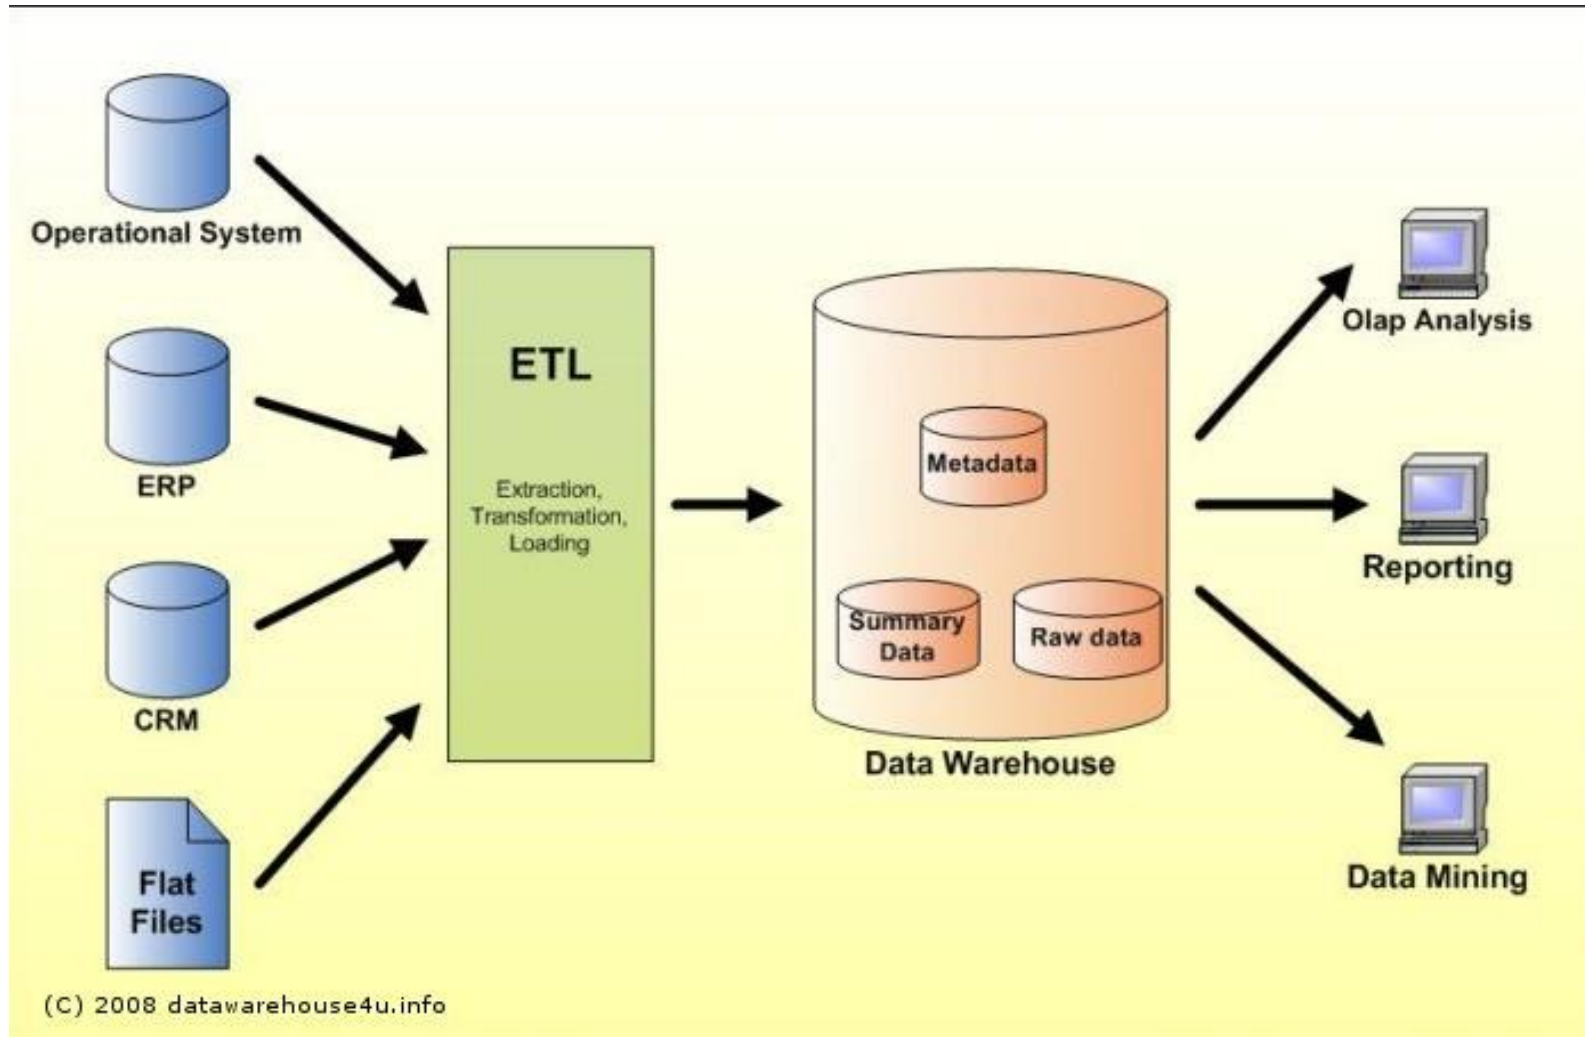 Operational System
ERP
CRM
Flat
Files
ETL
Extraction,
Transformation,
Loading
Metadata
Summary
Data
Raw data
Data Warehouse
Olap Analysis
Reporting
Data Mining
(C) 2008 datawarehouse4u.info